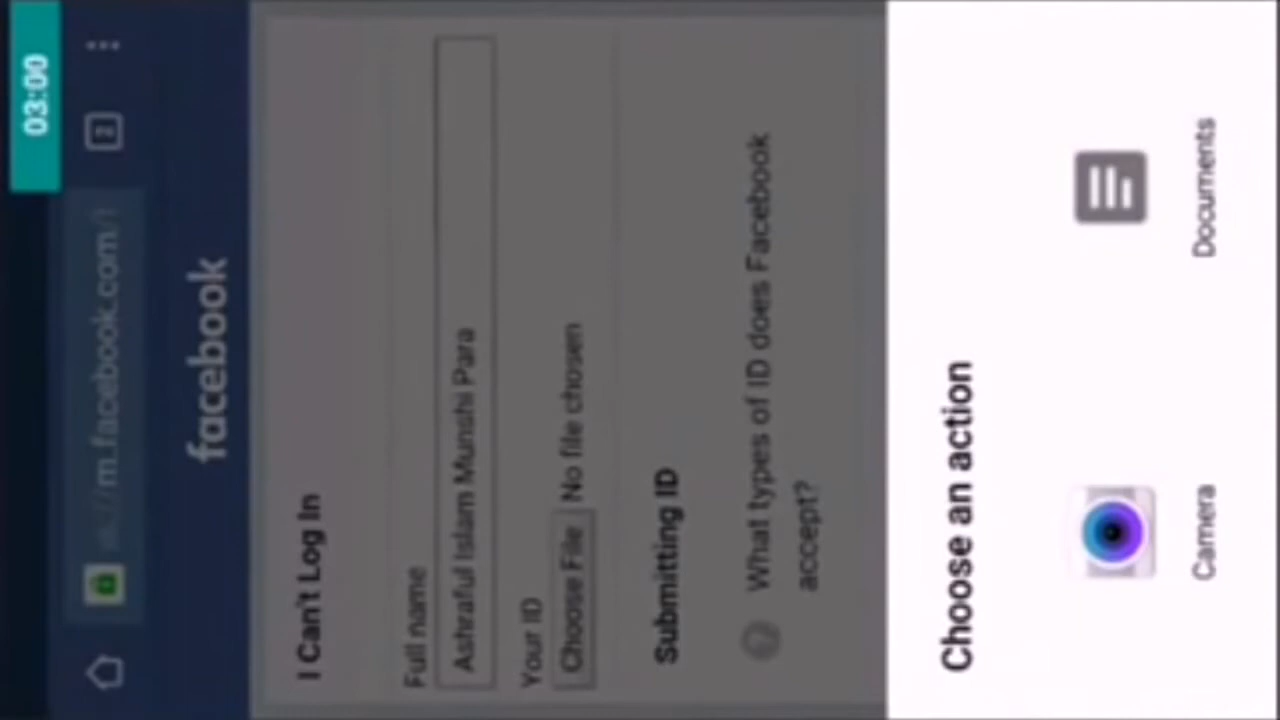 03:00
2
m.facebook.com/
facebook
I Can't Log In
Full name
Ashraful Islam Munshi Para
Your ID
Choose File No file chosen
Submitting ID
? What types of ID does Facebook
accept?
Choose an action
Camera
Documents